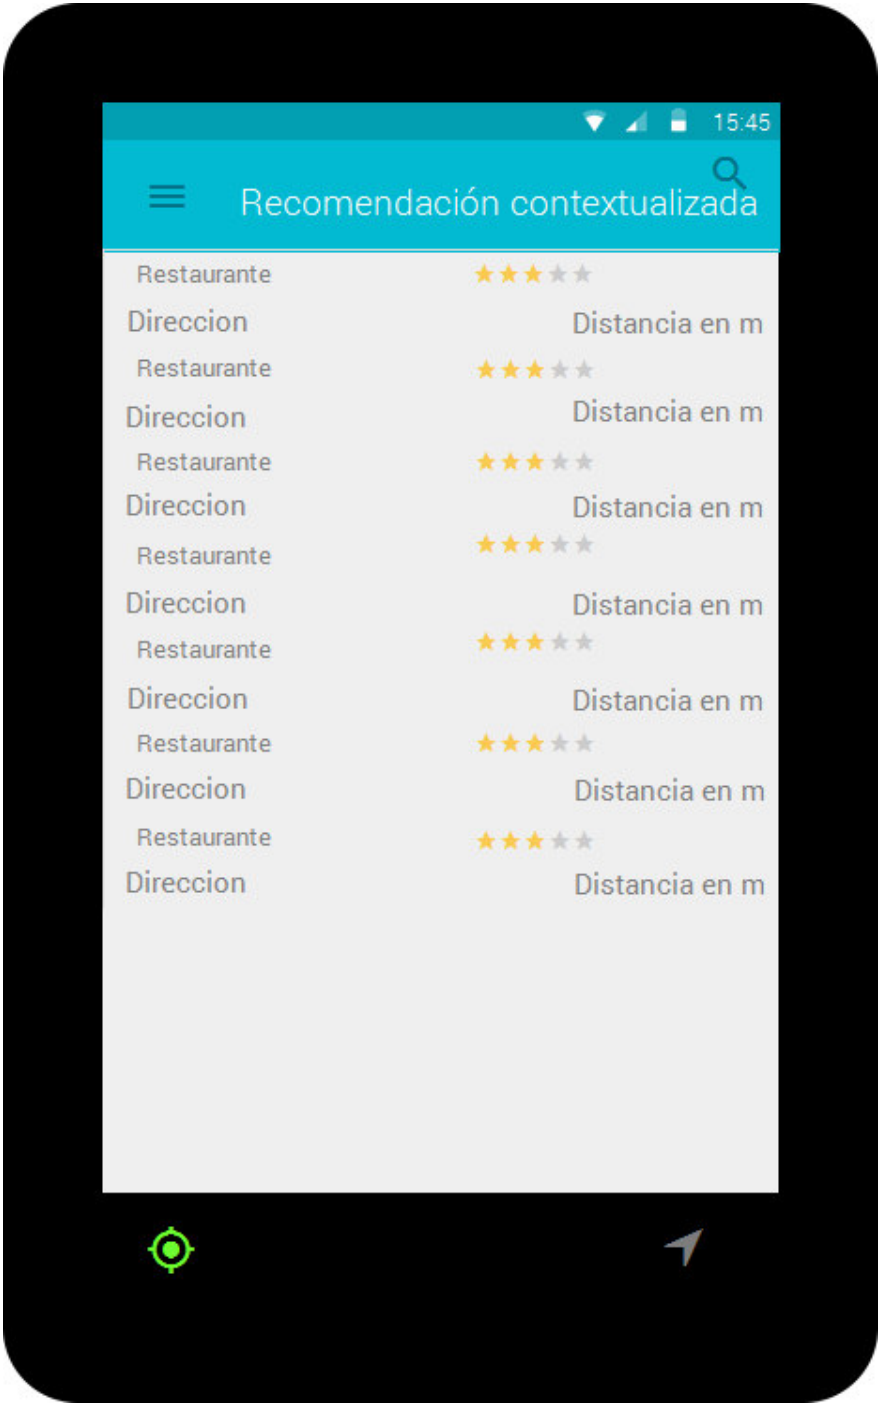 15:45
Recomendación contextualizada
Restaurante
Direccion Distancia en m
Restaurante
Direccion Distancia en m
Restaurante
Direccion Distancia en m
Restaurante
Direccion Distancia en m
Restaurante
Direccion Distancia en m
Restaurante
Direccion Distancia en m
Restaurante
Direccion Distancia en m